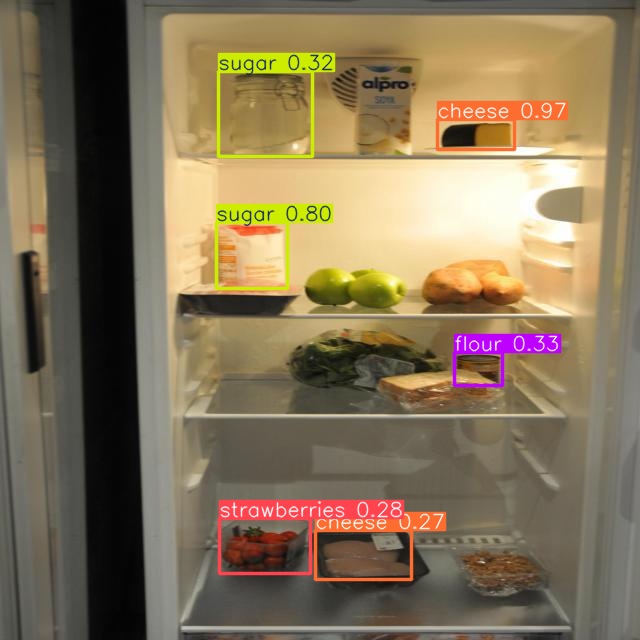 sugar 0.32
alpro
SOYA
cheese 0.97
sugar 0.80
flour 0.33
strawberries 0.28
cheese 0.27